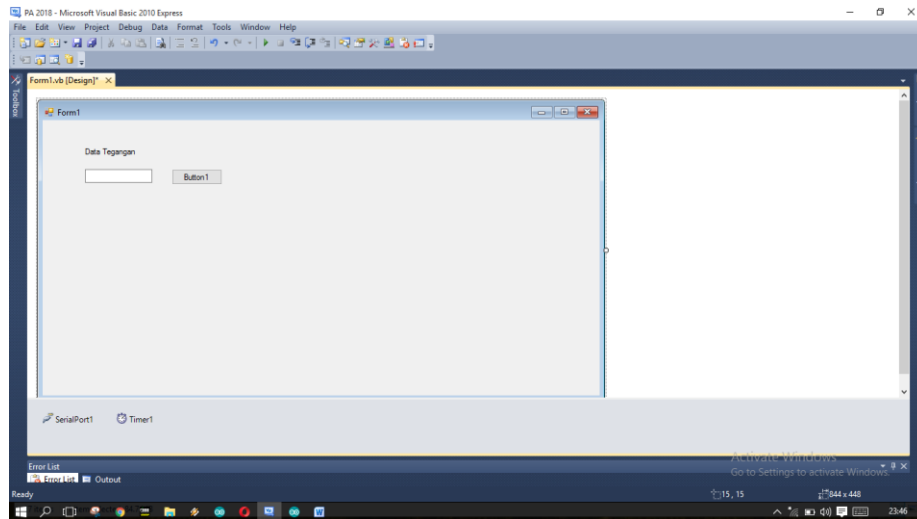 PA 2018 - Microsoft Visual Basic 2010 Express
File Edit View Project Debug Data Format Tools Window Help
Form1.vb [Design]*
Toolbox
Form1
Data Tegangan
Button1
SerialPort1 Timer1
Error List
Error List Output
Activate Windows
Go to Settings to activate Windows.
Ready 15 , 15 844 x 448
23:46